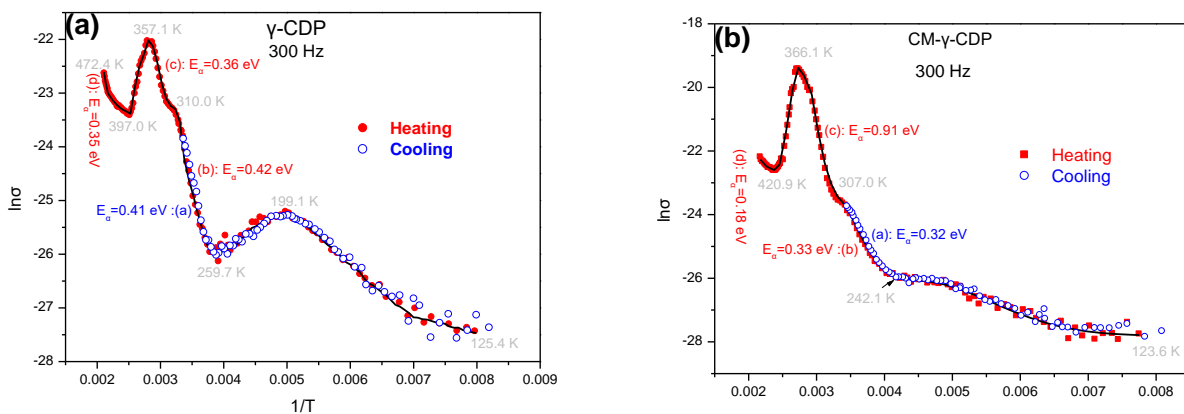 (a)
γ-CDP
300 Hz
357.1 K
472.4 K
(c): Eα=0.36 eV
310.0 K
397.0 K
(d): Eα=0.35 eV
Heating
Cooling
(b): Eα=0.42 eV
Eα=0.41 eV :(a)
199.1 K
259.7 K
125.4 K
lnσ
-22
-23
-24
-25
-26
-27
-28
0.002 0.003 0.004 0.005 0.006 0.007 0.008 0.009
1/T
(b)
CM-γ-CDP
300 Hz
366.1 K
(c): Eα=0.91 eV
Heating
Cooling
420.9 K
307.0 K
(d): Eα=0.18 eV
(a): Eα=0.32 eV
Eα=0.33 eV :(b)
242.1 K
123.6 K
lnσ
-18
-20
-22
-24
-26
-28
0.002 0.003 0.004 0.005 0.006 0.007 0.008